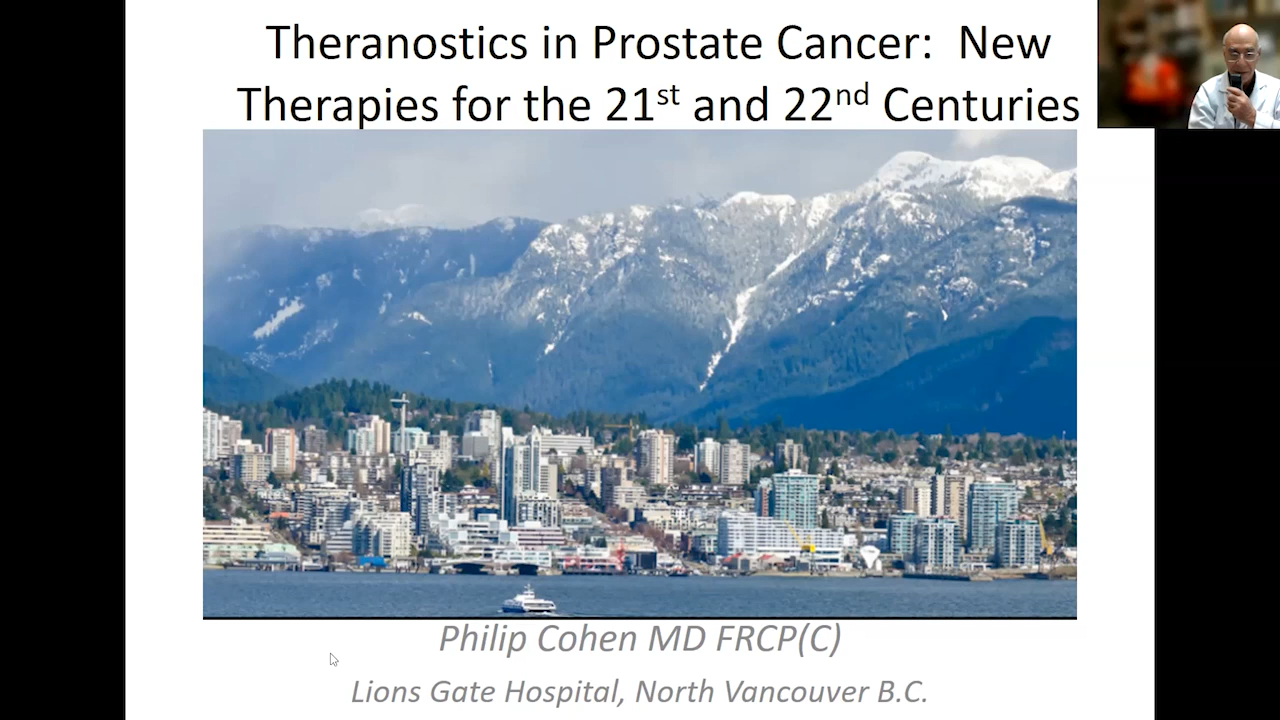 Theranostics in Prostate Cancer: New
Therapies for the 21st and 22nd Centuries
Philip Cohen MD FRCP(C)
Lions Gate Hospital, North Vancouver B.C.